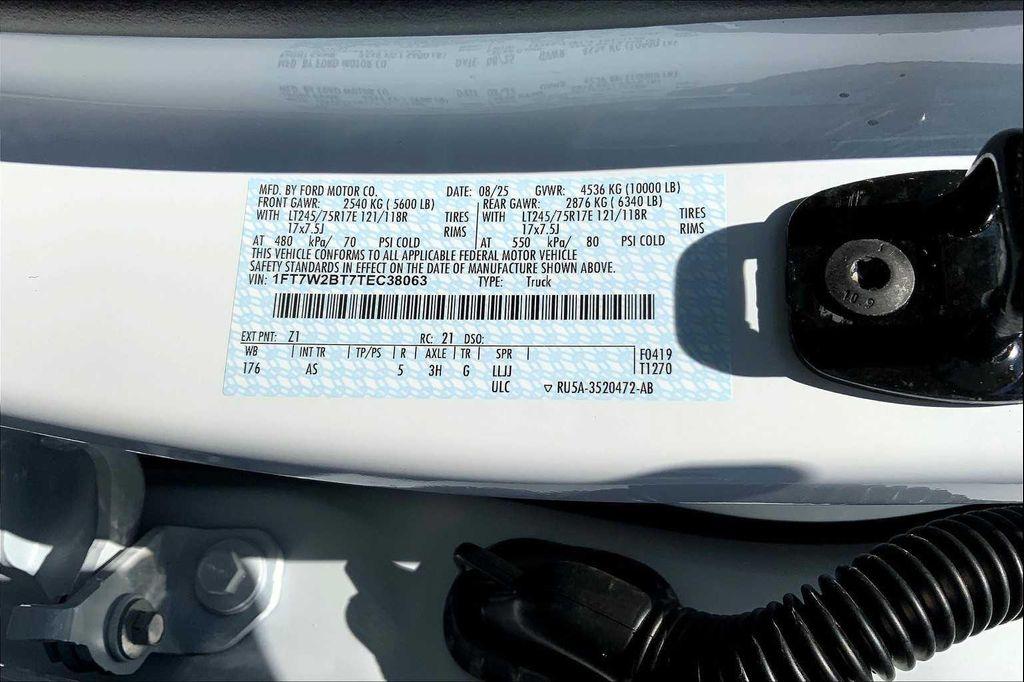 MFD. BY FORD MOTOR CO. DATE: 08/25 GVWR: 4536 KG (10000 LB)
FRONT GAWR: 2540 KG ( 5600 LB) REAR GAWR: 2876 KG ( 6340 LB)
WITH LT245/75R17E 121/118R TIRES WITH LT245/75R17E 121/118R TIRES
17x7.5J RIMS 17x7.5J RIMS
AT 480 kPa/ 70 PSI COLD AT 550 kPa/ 80 PSI COLD
THIS VEHICLE CONFORMS TO ALL APPLICABLE FEDERAL MOTOR VEHICLE
SAFETY STANDARDS IN EFFECT ON THE DATE OF MANUFACTURE SHOWN ABOVE.
VIN: 1FT7W2BT7TEC38063 TYPE: Truck
EXT PNT: Z1 RC: 21 DSO:
WB INT TR TP/PS R AXLE TR SPR F0419
176 AS 5 3H G LLJJ T1270
ULC ▽ RU5A-3520472-AB
10.9